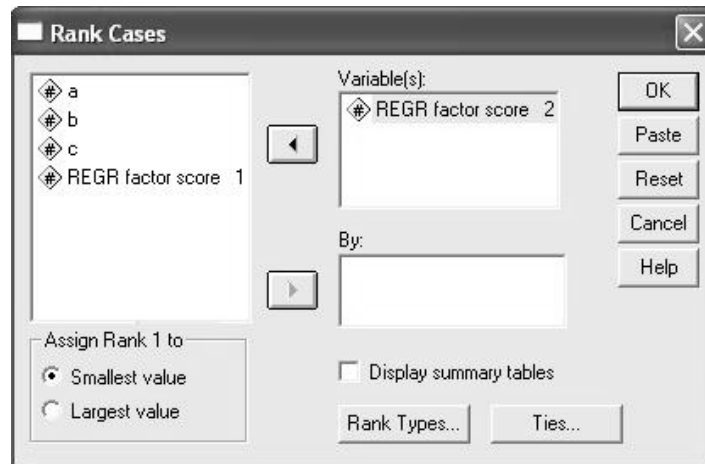 Rank Cases
a
b
c
REGR factor score 1
Variable(s):
REGR factor score 2
By:
OK
Paste
Reset
Cancel
Help
Assign Rank 1 to
Smallest value
Largest value
Display summary tables
Rank Types...
Ties...